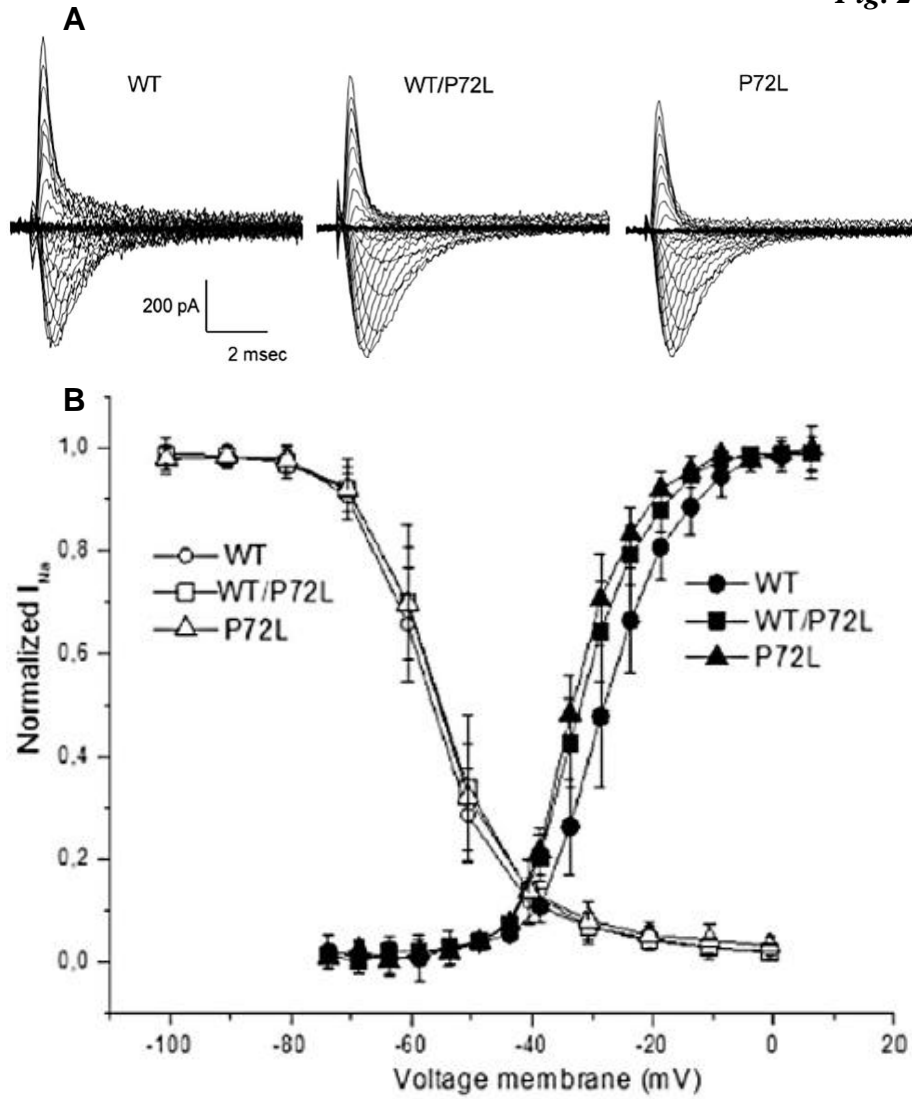 Fig. 2
A
WT
WT/P72L
P72L
200 pA
2 msec
B
1,0
0,8
0,6
0,4
0,2
0,0
Normalized I Na
WT
WT/P72L
P72L
WT
WT/P72L
P72L
-100 -80 -60 -40 -20 0 20
Voltage membrane (mV)